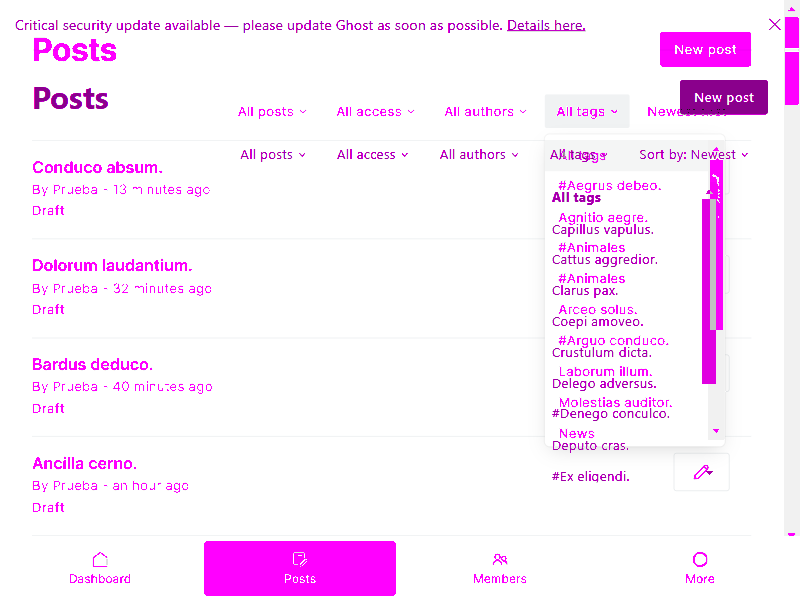 Critical security update available — please update Ghost as soon as possible. Details here.
Posts
New post
Posts
New post
All posts
All access
All authors
All tags
All posts
All access
All authors
All tags
Sort by: Newest
Conduco absum.
By Prueba - 13 minutes ago
Draft
#Aegrus debeo.
All tags
Agnitio aegre.
Capillus vapulus.
#Animales
Cattus aggredior.
Dolorum laudantium.
By Prueba - 32 minutes ago
Draft
#Animales
Clarus pax.
Arceo solus.
Coepi amoveo.
#Arguo conduco.
Crustulum dicta.
Bardus deduco.
By Prueba - 40 minutes ago
Draft
Laborum illum.
Delego adversus.
Molestias auditor.
#Denego conculco.
News
Deputo cras.
Ancilla cerno.
By Prueba - an hour ago
Draft
#Ex eligendi.
Dashboard
Posts
Members
More